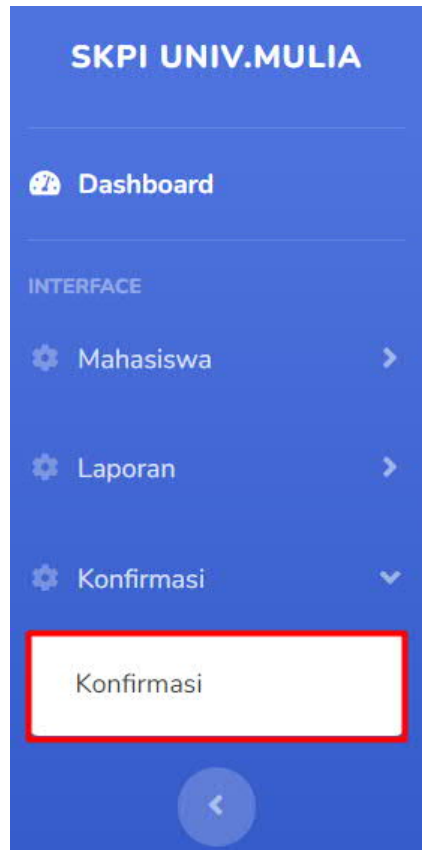 SKPI UNIV.MULIA
Dashboard
INTERFACE
Mahasiswa
Laporan
Konfirmasi
Konfirmasi